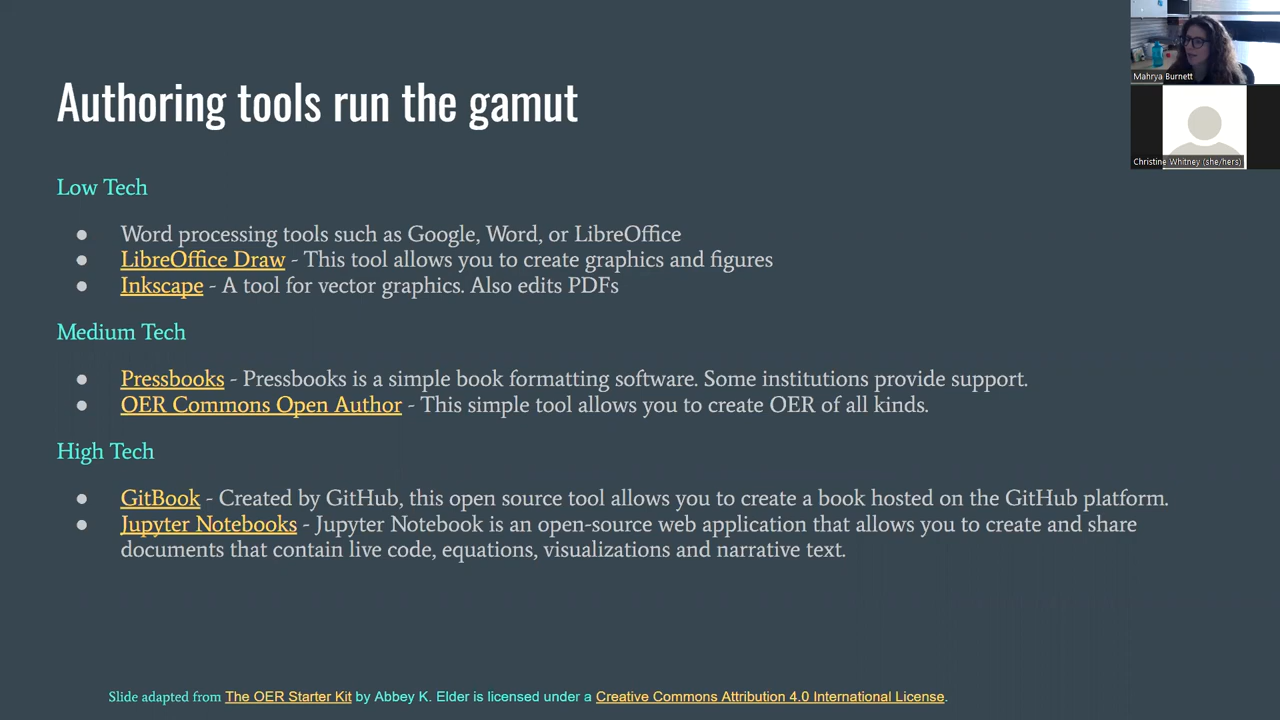 Authoring tools run the gamut
Mahrya Burnett
Christine Whitney (she/hers)
Low Tech
● Word processing tools such as Google, Word, or LibreOffice
● LibreOffice Draw - This tool allows you to create graphics and figures
● Inkscape - A tool for vector graphics. Also edits PDFs
Medium Tech
● Pressbooks - Pressbooks is a simple book formatting software. Some institutions provide support.
● OER Commons Open Author - This simple tool allows you to create OER of all kinds.
High Tech
● GitBook - Created by GitHub, this open source tool allows you to create a book hosted on the GitHub platform.
● Jupyter Notebooks - Jupyter Notebook is an open-source web application that allows you to create and share
documents that contain live code, equations, visualizations and narrative text.
Slide adapted from The OER Starter Kit by Abbey K. Elder is licensed under a Creative Commons Attribution 4.0 International License.